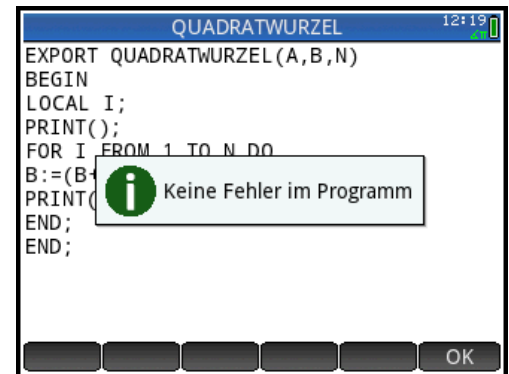 QUADRATWURZEL 12:19
∡π
EXPORT QUADRATWURZEL(A,B,N)
BEGIN
LOCAL I;
PRINT();
FOR I FROM 1 TO N DO
B:=(B+
PRINT(
Keine Fehler im Programm
END;
END;
OK